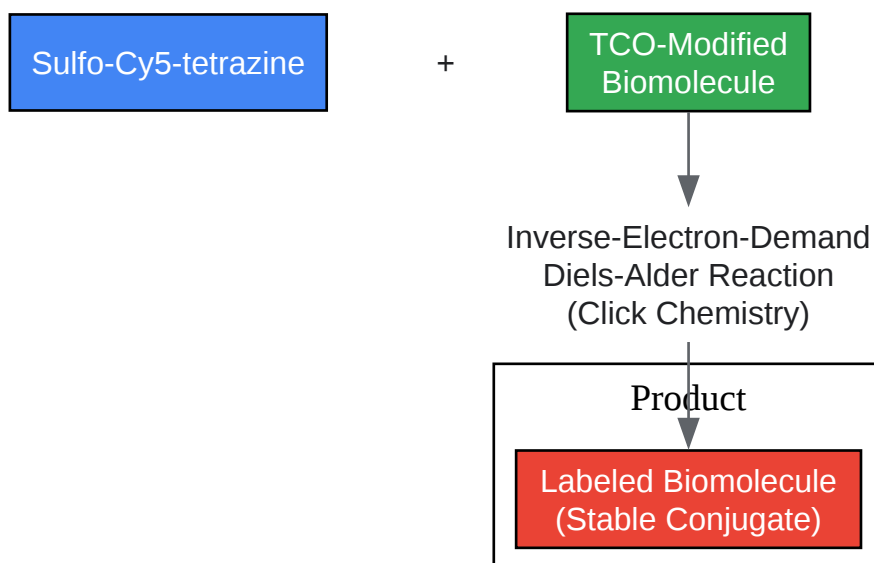 Sulfo-Cy5-tetrazine
+
TCO-Modified
Biomolecule
Inverse-Electron-Demand
Diels-Alder Reaction
(Click Chemistry)
Product
Labeled Biomolecule
(Stable Conjugate)